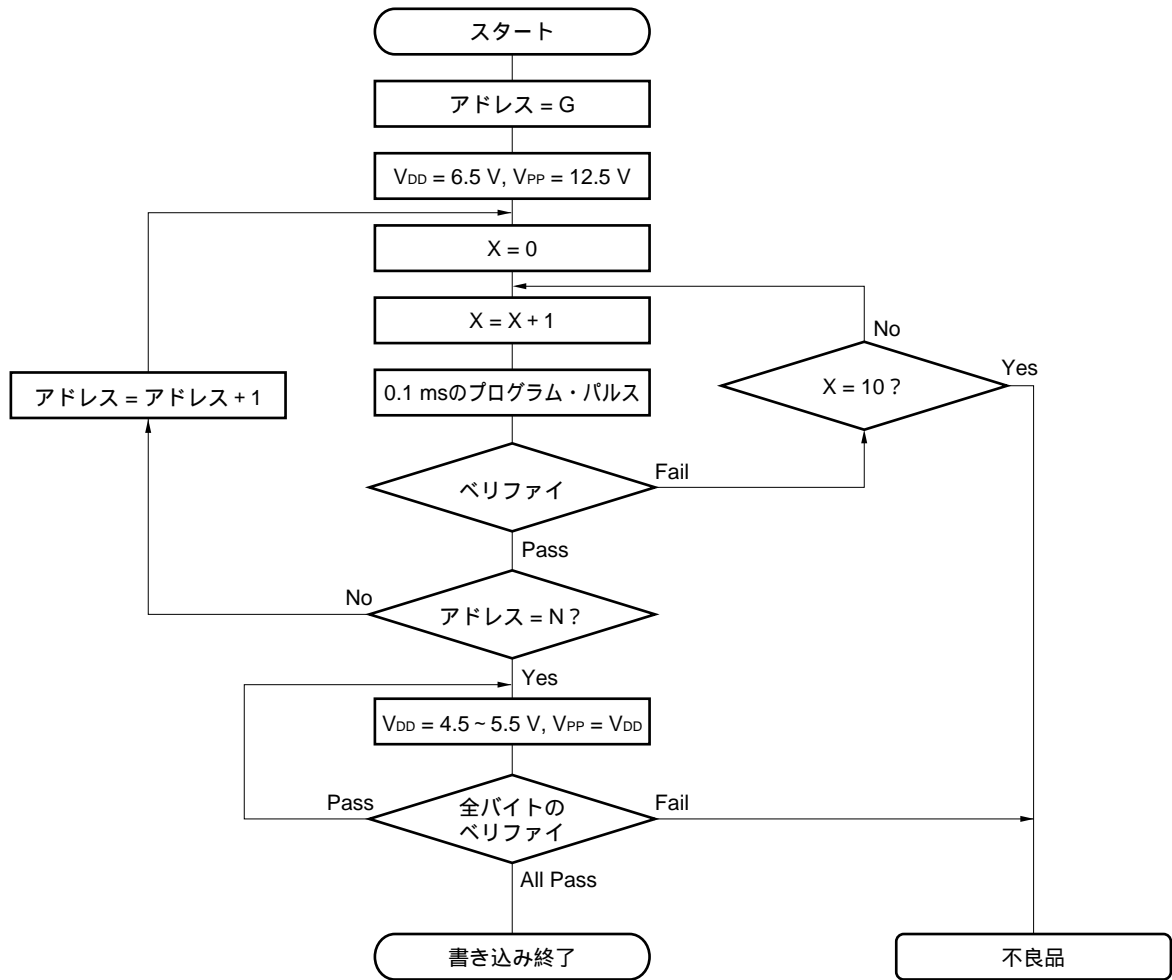 スタート
アドレス = G
VDD = 6.5 V, VPP = 12.5 V
X = 0
X = X + 1
No
Yes
X = 10 ?
アドレス = アドレス + 1
0.1 msのプログラム・パルス
ベリファイ
Fail
Pass
No
アドレス = N ?
Yes
VDD = 4.5 ~ 5.5 V, VPP = VDD
Pass
全バイトの
ベリファイ
Fail
All Pass
書き込み終了
不良品